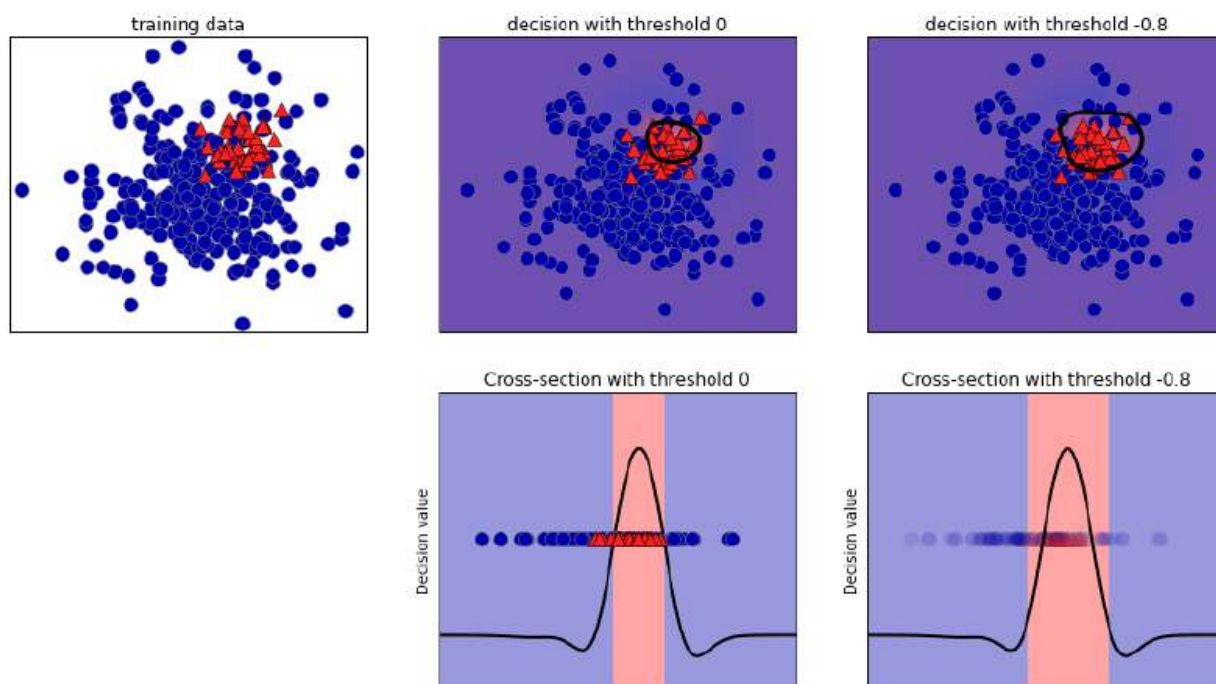 training data
decision with threshold 0
decision with threshold -0.8
Cross-section with threshold 0
Cross-section with threshold -0.8
Decision value
Decision value